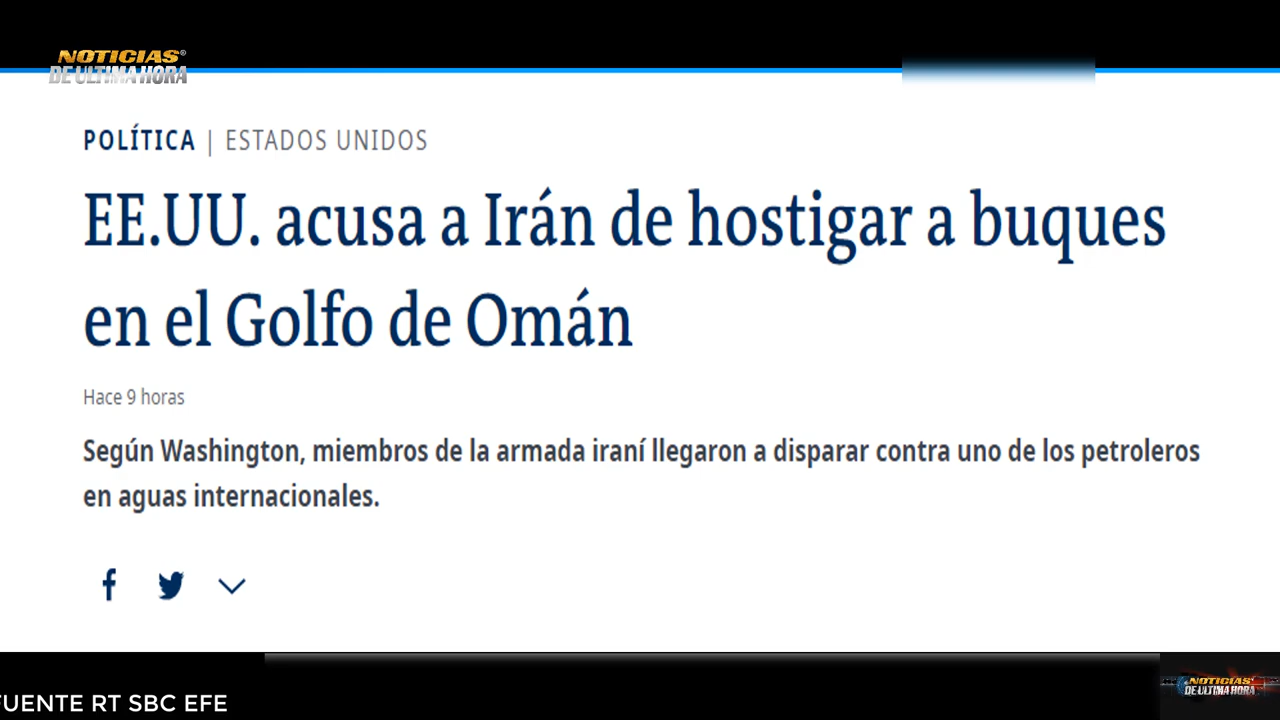 NOTICIAS®
DE ULTIMA HORA
POLÍTICA | ESTADOS UNIDOS
EE.UU. acusa a Irán de hostigar a buques
en el Golfo de Omán
Hace 9 horas
Según Washington, miembros de la armada iraní llegaron a disparar contra uno de los petroleros
en aguas internacionales.
FUENTE RT SBC EFE
NOTICIAS
DE ULTIMA HORA